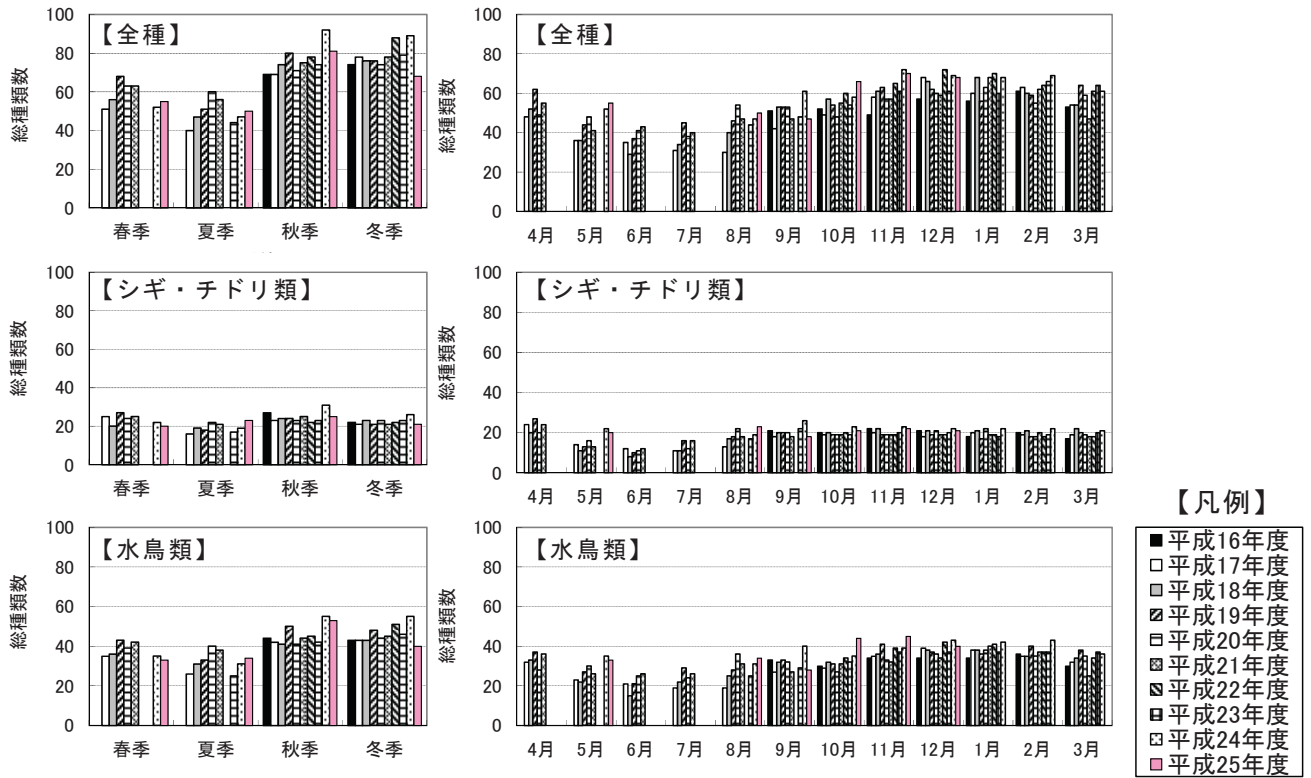 【全種】
総種類数
100
80
60
40
20
0
春季 夏季 秋季 冬季
【全種】
総種類数
100
80
60
40
20
0
4月 5月 6月 7月 8月 9月 10月 11月 12月 1月 2月 3月
【シギ・チドリ類】
総種類数
100
80
60
40
20
0
春季 夏季 秋季 冬季
【シギ・チドリ類】
総種類数
100
80
60
40
20
0
4月 5月 6月 7月 8月 9月 10月 11月 12月 1月 2月 3月
【水鳥類】
総種類数
100
80
60
40
20
0
春季 夏季 秋季 冬季
【水鳥類】
総種類数
100
80
60
40
20
0
4月 5月 6月 7月 8月 9月 10月 11月 12月 1月 2月 3月
【凡例】
平成16年度
平成17年度
平成18年度
平成19年度
平成20年度
平成21年度
平成22年度
平成23年度
平成24年度
平成25年度